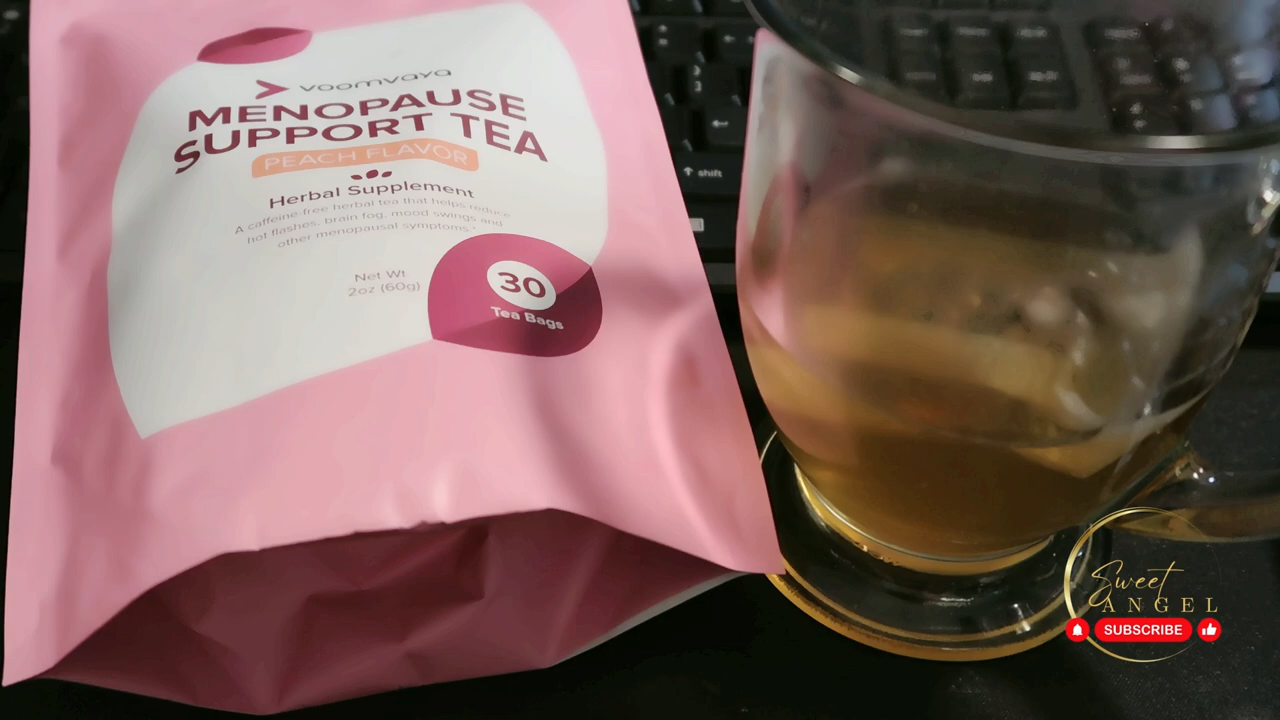 voomvaya
MENOPAUSE
SUPPORT TEA
PEACH FLAVOR
Herbal Supplement
A caffeine-free herbal tea that helps reduce
hot flashes, brain fog, mood swings and
other menopausal symptoms.*
Net Wt
2oz (60g)
30
Tea Bags
shift
Sweet
ANGEL
SUBSCRIBE